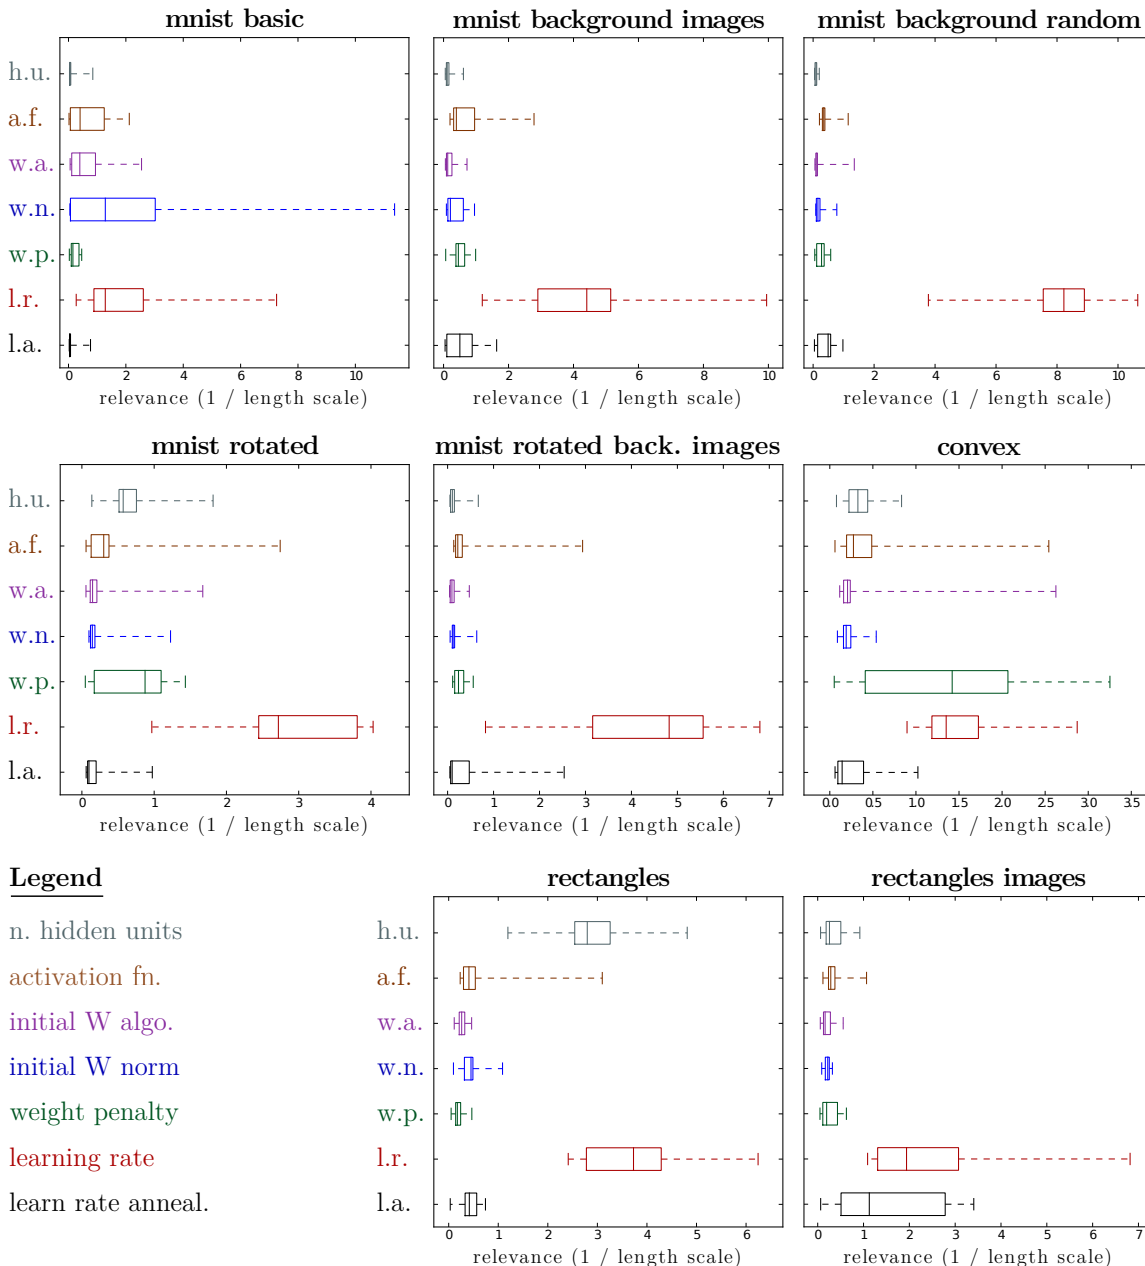 mnist basic
mnist background images
mnist background random
h.u.
a.f.
w.a.
w.n.
w.p.
l.r.
l.a.
0 2 4 6 8 10
0 2 4 6 8 10
0 2 4 6 8 10
relevance (1 / length scale)
relevance (1 / length scale)
relevance (1 / length scale)
mnist rotated
mnist rotated back. images
convex
h.u.
a.f.
w.a.
w.n.
w.p.
l.r.
l.a.
0 1 2 3 4
0 1 2 3 4 5 6 7
0.0 0.5 1.0 1.5 2.0 2.5 3.0 3.5
relevance (1 / length scale)
relevance (1 / length scale)
relevance (1 / length scale)
Legend
rectangles
rectangles images
n. hidden units h.u.
activation fn. a.f.
initial W algo. w.a.
initial W norm w.n.
weight penalty w.p.
learning rate l.r.
learn rate anneal. l.a.
0 1 2 3 4 5 6
0 1 2 3 4 5 6 7
relevance (1 / length scale)
relevance (1 / length scale)